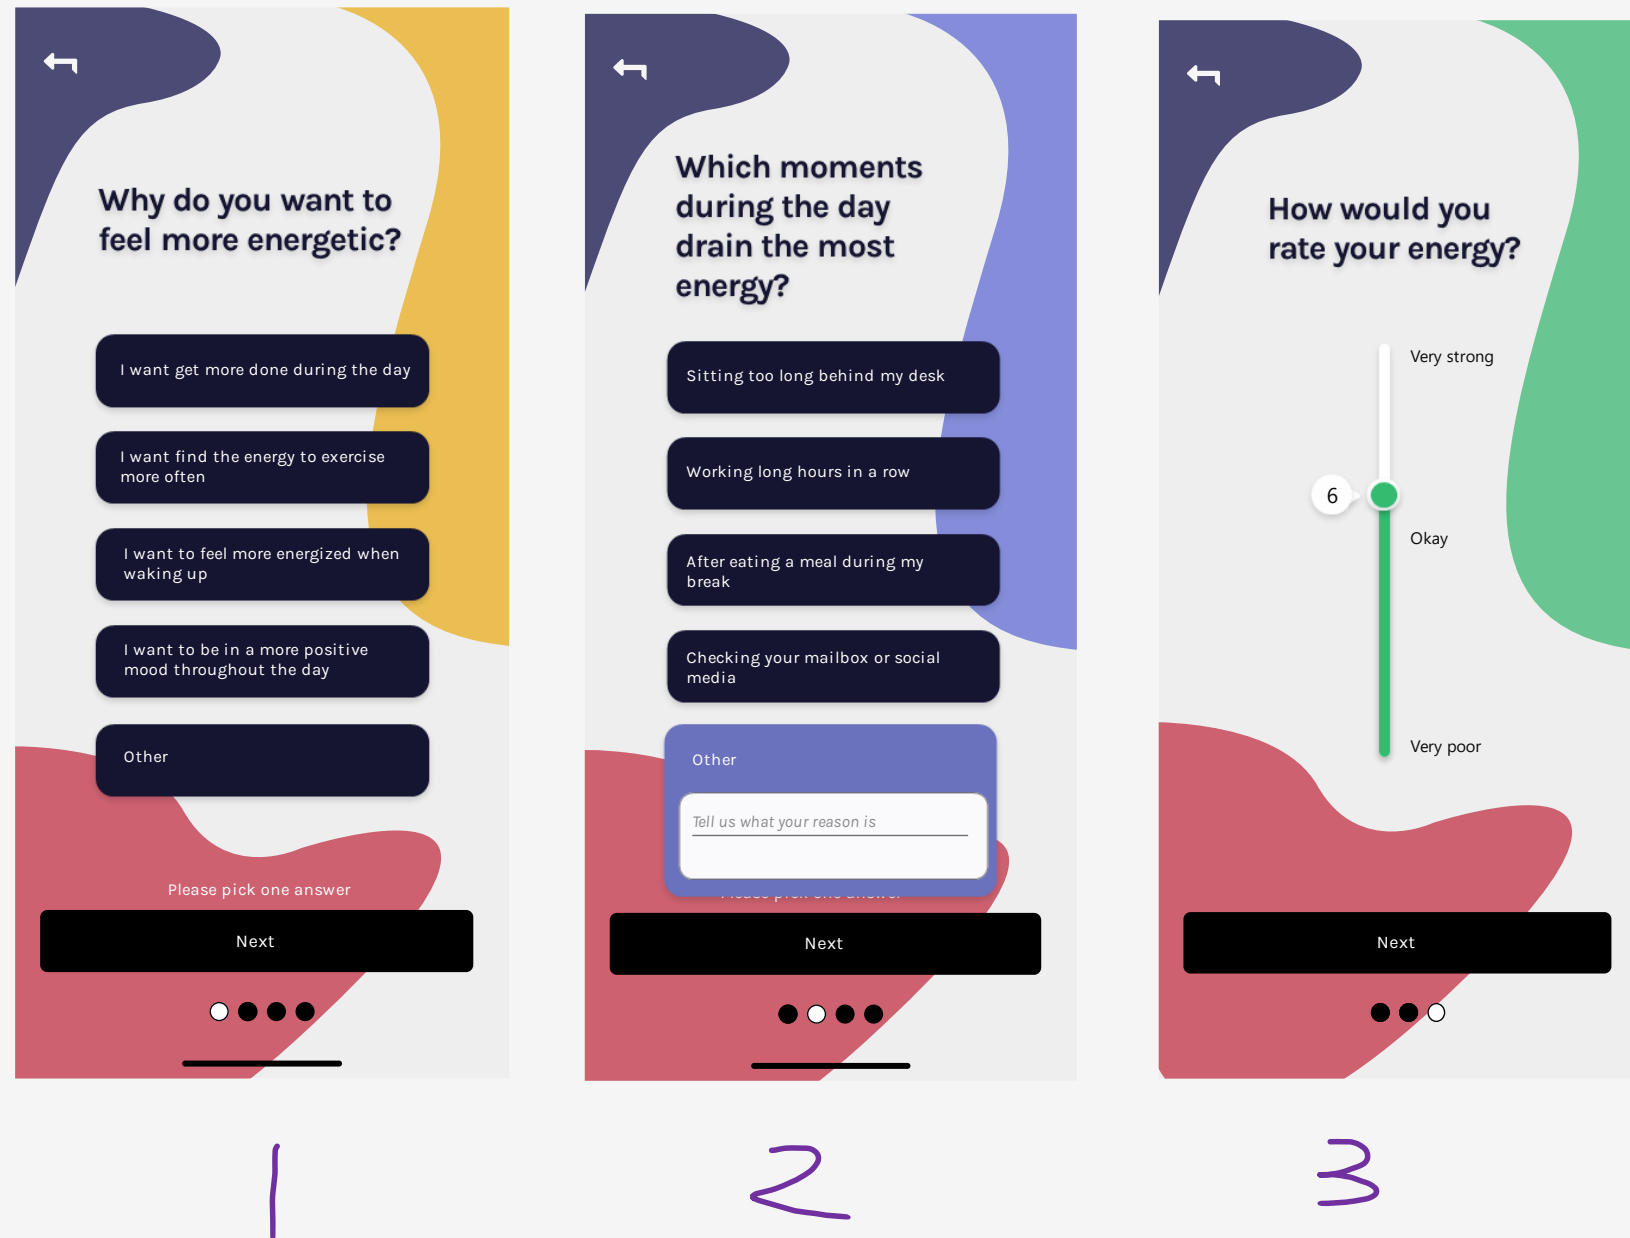 Why do you want to
feel more energetic?
I want get more done during the day
I want find the energy to exercise
more often
I want to feel more energized when
waking up
I want to be in a more positive
mood throughout the day
Other
Please pick one answer
Next
1
Which moments
during the day
drain the most
energy?
Sitting too long behind my desk
Working long hours in a row
After eating a meal during my
break
Checking your mailbox or social
media
Other
Tell us what your reason is
Please pick one answer
Next
2
How would you
rate your energy?
Very strong
6
Okay
Very poor
Next
3